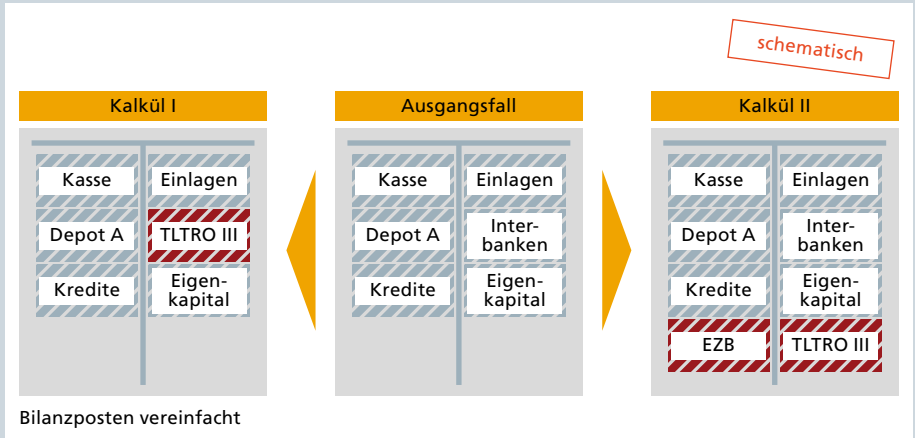 schematisch
Kalkül I
Kasse
Einlagen
Depot A
TLTRO III
Kredite
Eigen-
kapital
Ausgangsfall
Kasse
Einlagen
Depot A
Inter-
banken
Kredite
Eigen-
kapital
Kalkül II
Kasse
Einlagen
Depot A
Inter-
banken
Kredite
Eigen-
kapital
EZB
TLTRO III
Bilanzposten vereinfacht